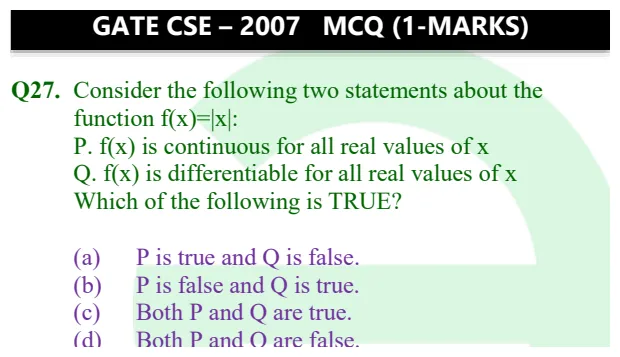 GATE CSE – 2007 MCQ (1-MARKS)
Q27. Consider the following two statements about the
function f(x)=|x|:
P. f(x) is continuous for all real values of x
Q. f(x) is differentiable for all real values of x
Which of the following is TRUE?
(a) P is true and Q is false.
(b) P is false and Q is true.
(c) Both P and Q are true.
(d) Both P and Q are false.